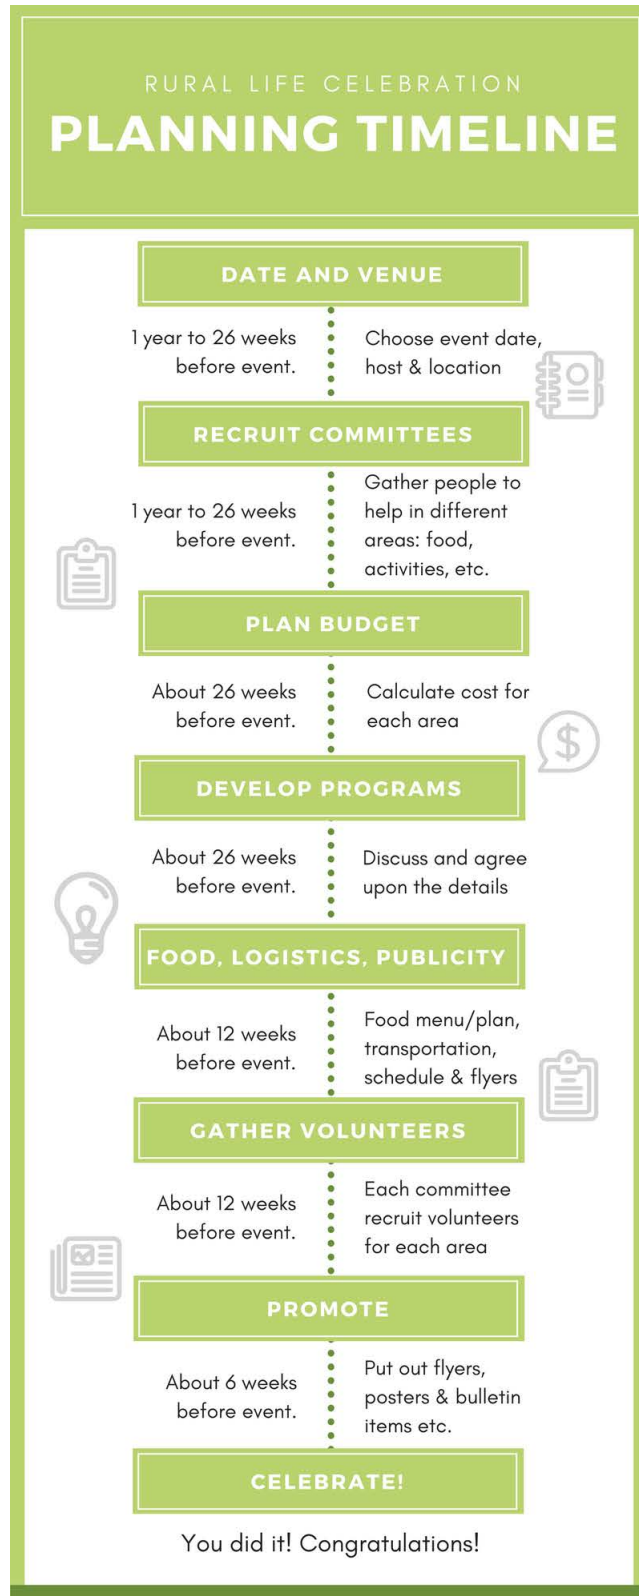 RURAL LIFE CELEBRATION
PLANNING TIMELINE
DATE AND VENUE
1 year to 26 weeks
before event.
Choose event date,
host & location
RECRUIT COMMITTEES
1 year to 26 weeks
before event.
Gather people to
help in different
areas: food,
activities, etc.
PLAN BUDGET
About 26 weeks
before event.
Calculate cost for
each area
$
DEVELOP PROGRAMS
About 26 weeks
before event.
Discuss and agree
upon the details
FOOD, LOGISTICS, PUBLICITY
About 12 weeks
before event.
Food menu/plan,
transportation,
schedule & flyers
GATHER VOLUNTEERS
About 12 weeks
before event.
Each committee
recruit volunteers
for each area
PROMOTE
About 6 weeks
before event.
Put out flyers,
posters & bulletin
items etc.
CELEBRATE!
You did it! Congratulations!